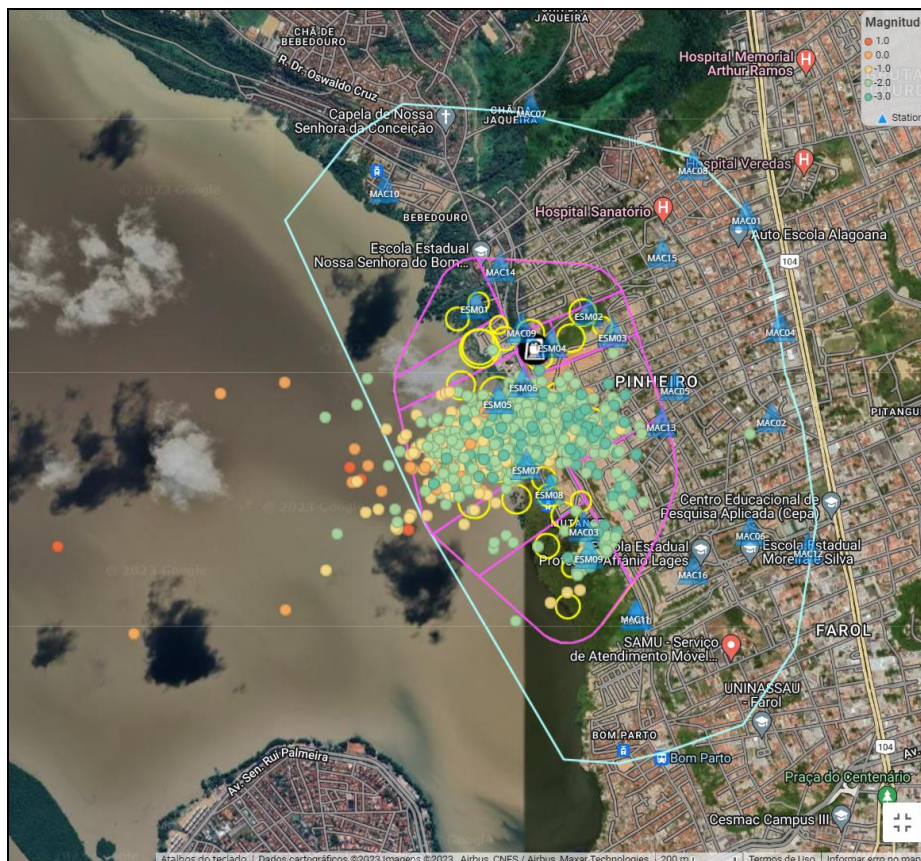 Magnitud
1.0
0.0
-1.0
-2.0
-3.0
Station
CHÃ DE
BEBEDOURO
R. Dr. Oswaldo Cruz
JAQUEIRA
Capela de Nossa
Senhora da Conceição
CHÃ DA
JAQUEIRA
MAC07
Hospital Memorial
Arthur Ramos
MAC08
Hospital Veredas
MAC10
BEBEDOURO
Hospital Sanatório
MAC01
Auto Escola Alagoana
Escola Estadual
Nossa Senhora do Bom...
MAC14
MAC15
104
ESM01
ESM02
MAC09
ESM04
ESM03
MAC04
PINHEIRO
ESM06
MAC05
ESM05
MAC13
MAC02
PITANGU
ESM07
ESM08
Centro Educacional de
Pesquisa Aplicada (Cepa)
MAC03
MAC06
Escola Estadual
Moreira e Silva
MAC12
ESM09
Afrânio Lages
MAC16
MAC11
FAROL
SAMU - Serviço
de Atendimento Móvel...
UNINASSAU
- Farol
BOM PARTO
Bom Parto
104
Av.
Praça do Centenário
Av. Sen. Rui Palmeira
Cesmac Campus III
© 2023 Google
Atalhos do teclado
Dados cartográficos ©2023 Imagens ©2023 , Airbus, CNES / Airbus, Maxar Technologies
200 m
Termos de Uso
Informar erro no